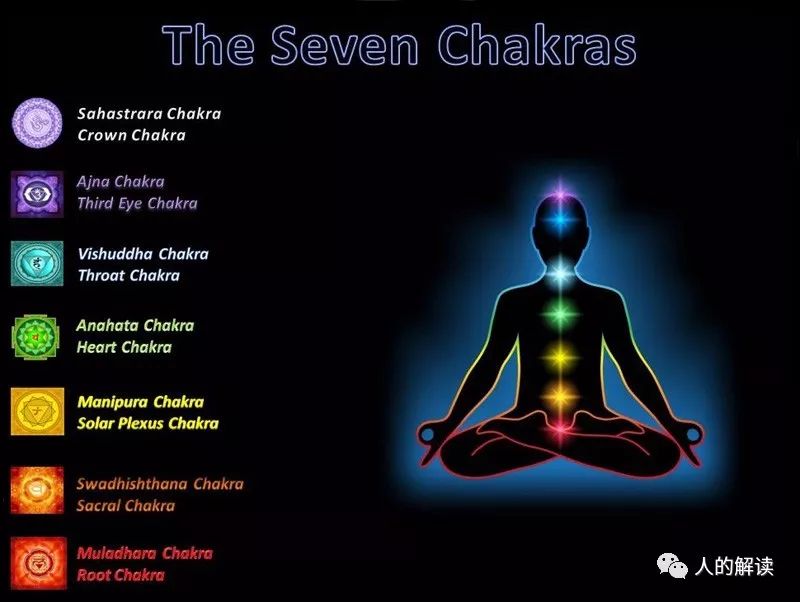 The Seven Chakras
Sahastrara Chakra
Crown Chakra
Ajna Chakra
Third Eye Chakra
Vishuddha Chakra
Throat Chakra
Anahata Chakra
Heart Chakra
Manipura Chakra
Solar Plexus Chakra
Swadhishthana Chakra
Sacral Chakra
Muladhara Chakra
Root Chakra
人的解读